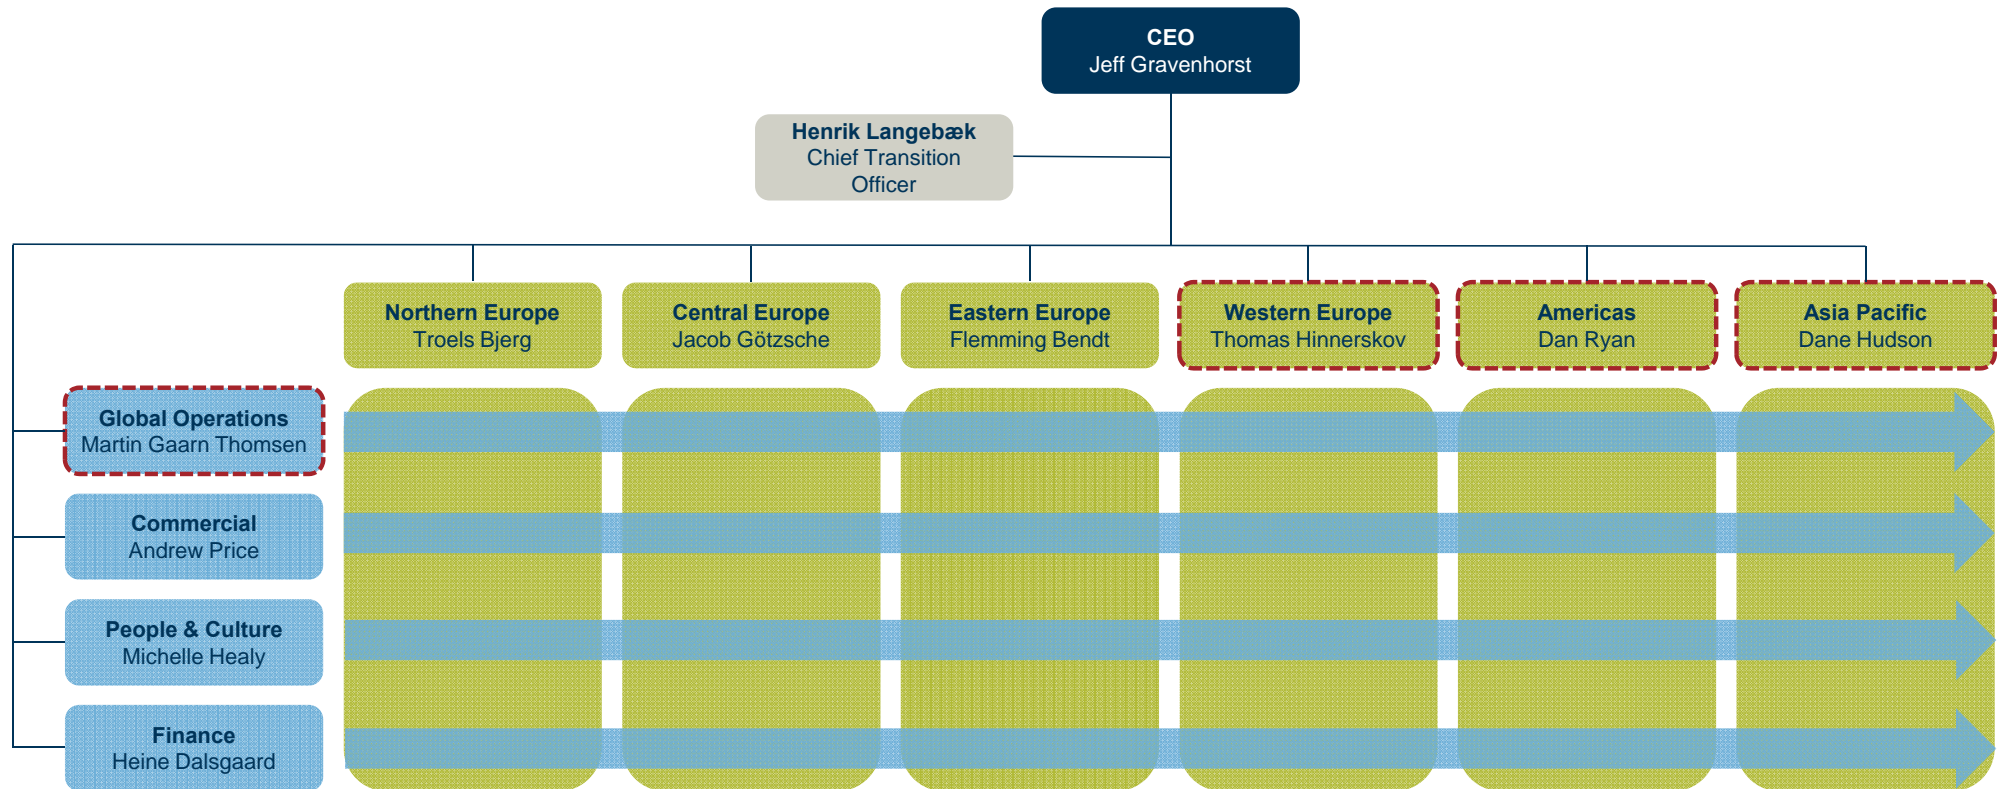 CEO
Jeff Gravenhorst
Henrik Langebæk
Chief Transition
Officer
Northern Europe
Troels Bjerg
Central Europe
Jacob Götzsche
Eastern Europe
Flemming Bendt
Western Europe
Thomas Hinnerskov
Americas
Dan Ryan
Asia Pacific
Dane Hudson
Global Operations
Martin Gaarn Thomsen
Commercial
Andrew Price
People & Culture
Michelle Healy
Finance
Heine Dalsgaard